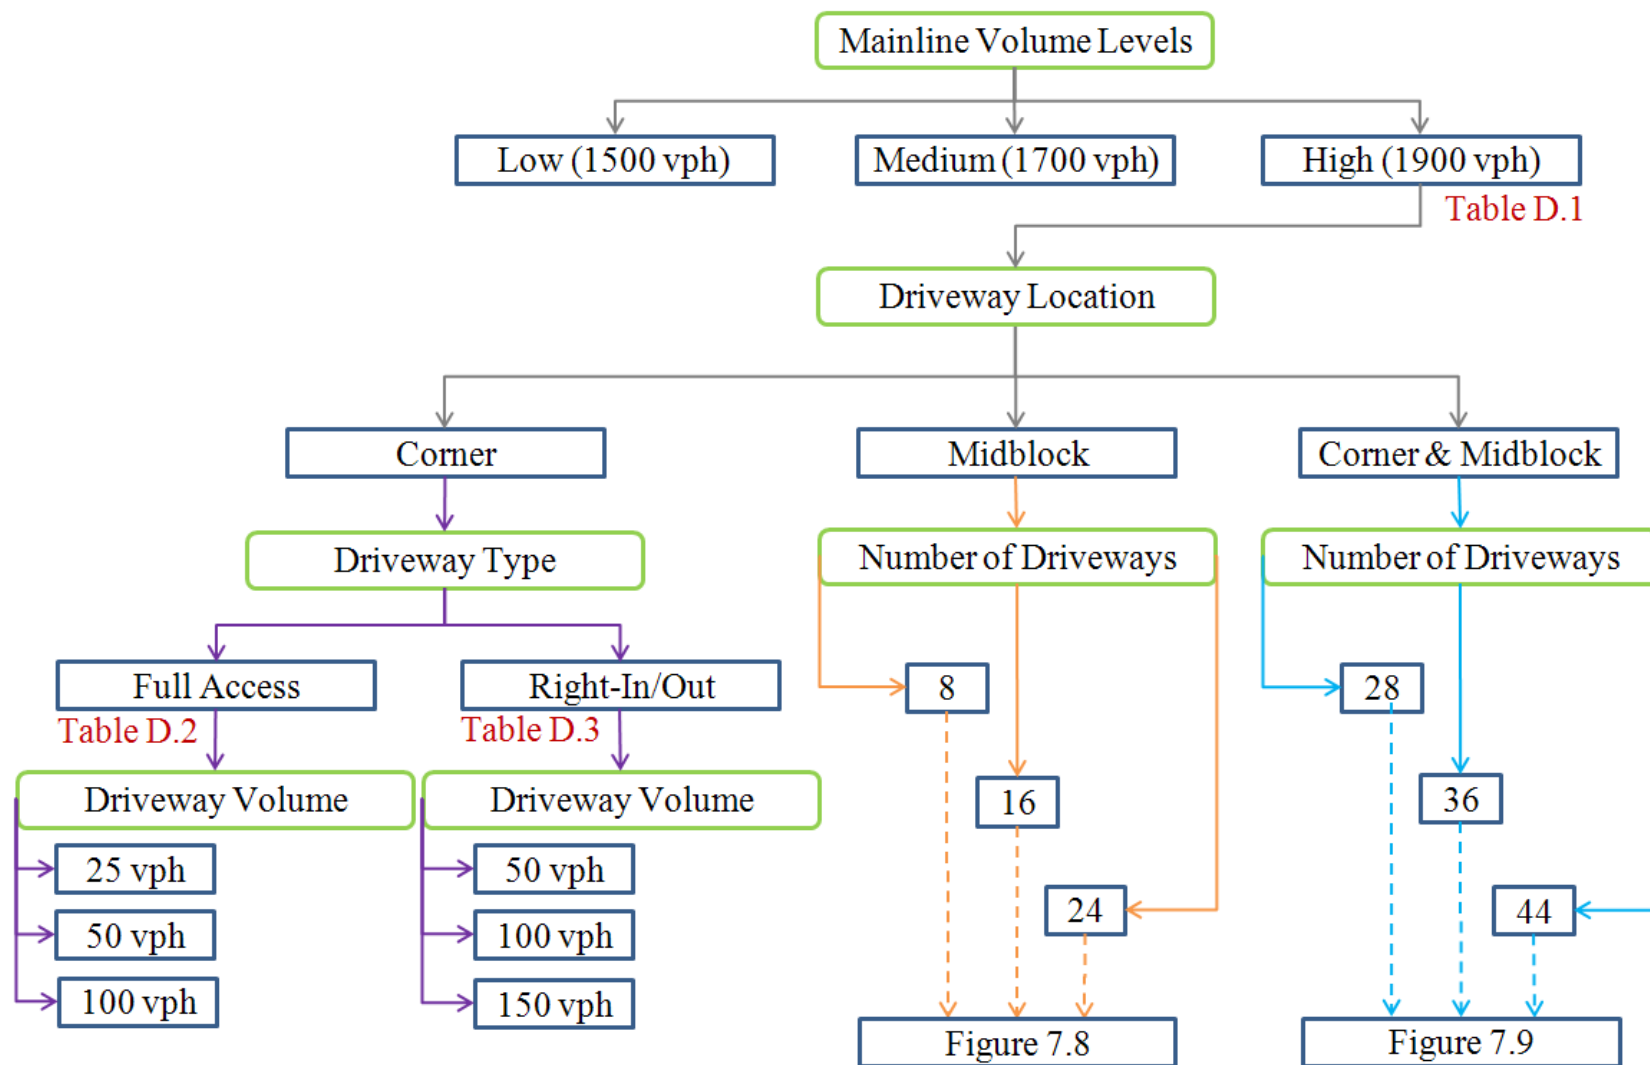 Mainline Volume Levels
Low (1500 vph)
Medium (1700 vph)
High (1900 vph)
Table D.1
Driveway Location
Corner
Midblock
Corner & Midblock
Driveway Type
Number of Driveways
Number of Driveways
Full Access
Right-In/Out
8
28
Table D.2
Table D.3
Driveway Volume
Driveway Volume
16
36
25 vph
50 vph
24
44
50 vph
100 vph
100 vph
150 vph
Figure 7.8
Figure 7.9